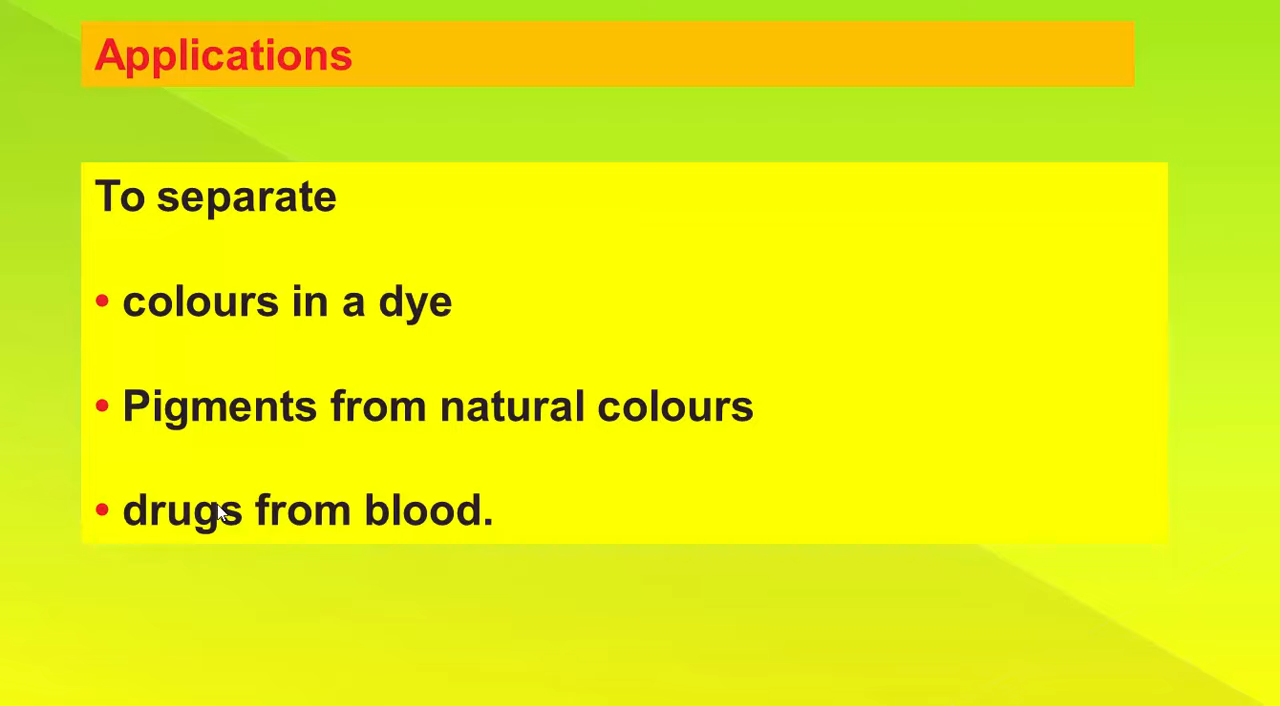 Applications
To separate
• colours in a dye
• Pigments from natural colours
• drugs from blood.